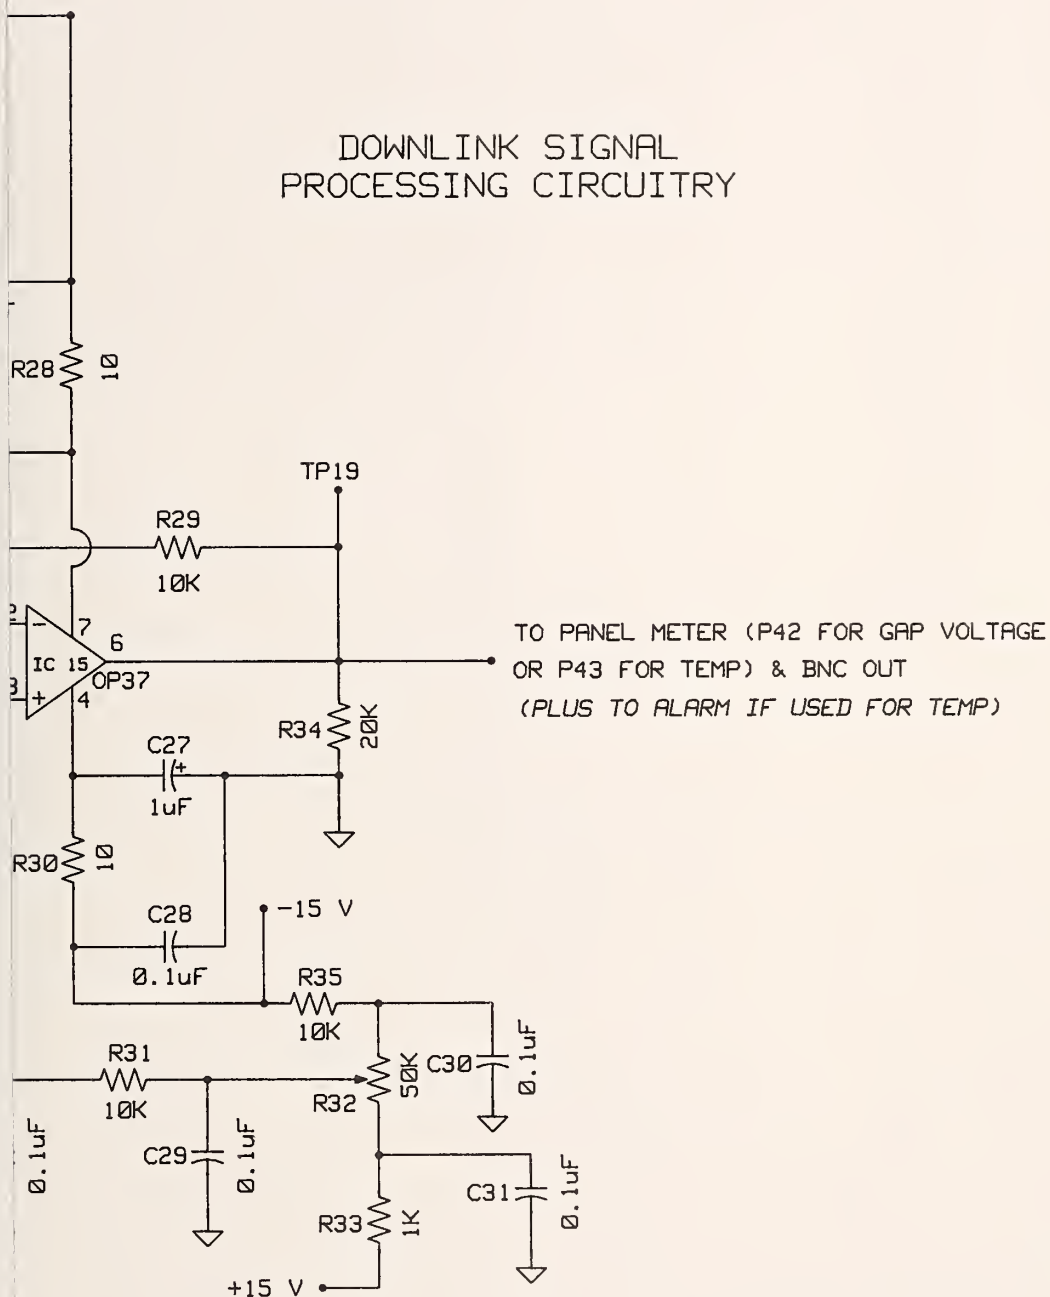 DOWNLINK SIGNAL
PROCESSING CIRCUITRY
R28
10
TP19
R29
10K
2
-
7
6
IC 15
OP37
3
+
4
TO PANEL METER (P42 FOR GAP VOLTAGE
OR P43 FOR TEMP) & BNC OUT
(PLUS TO ALARM IF USED FOR TEMP)
R34
20K
C27
+
1uF
R30
10
C28
0.1uF
-15 V
R35
10K
R31
10K
R32
50K
C30
0.1uF
0.1uF
C29
0.1uF
C31
0.1uF
R33
1K
+15 V